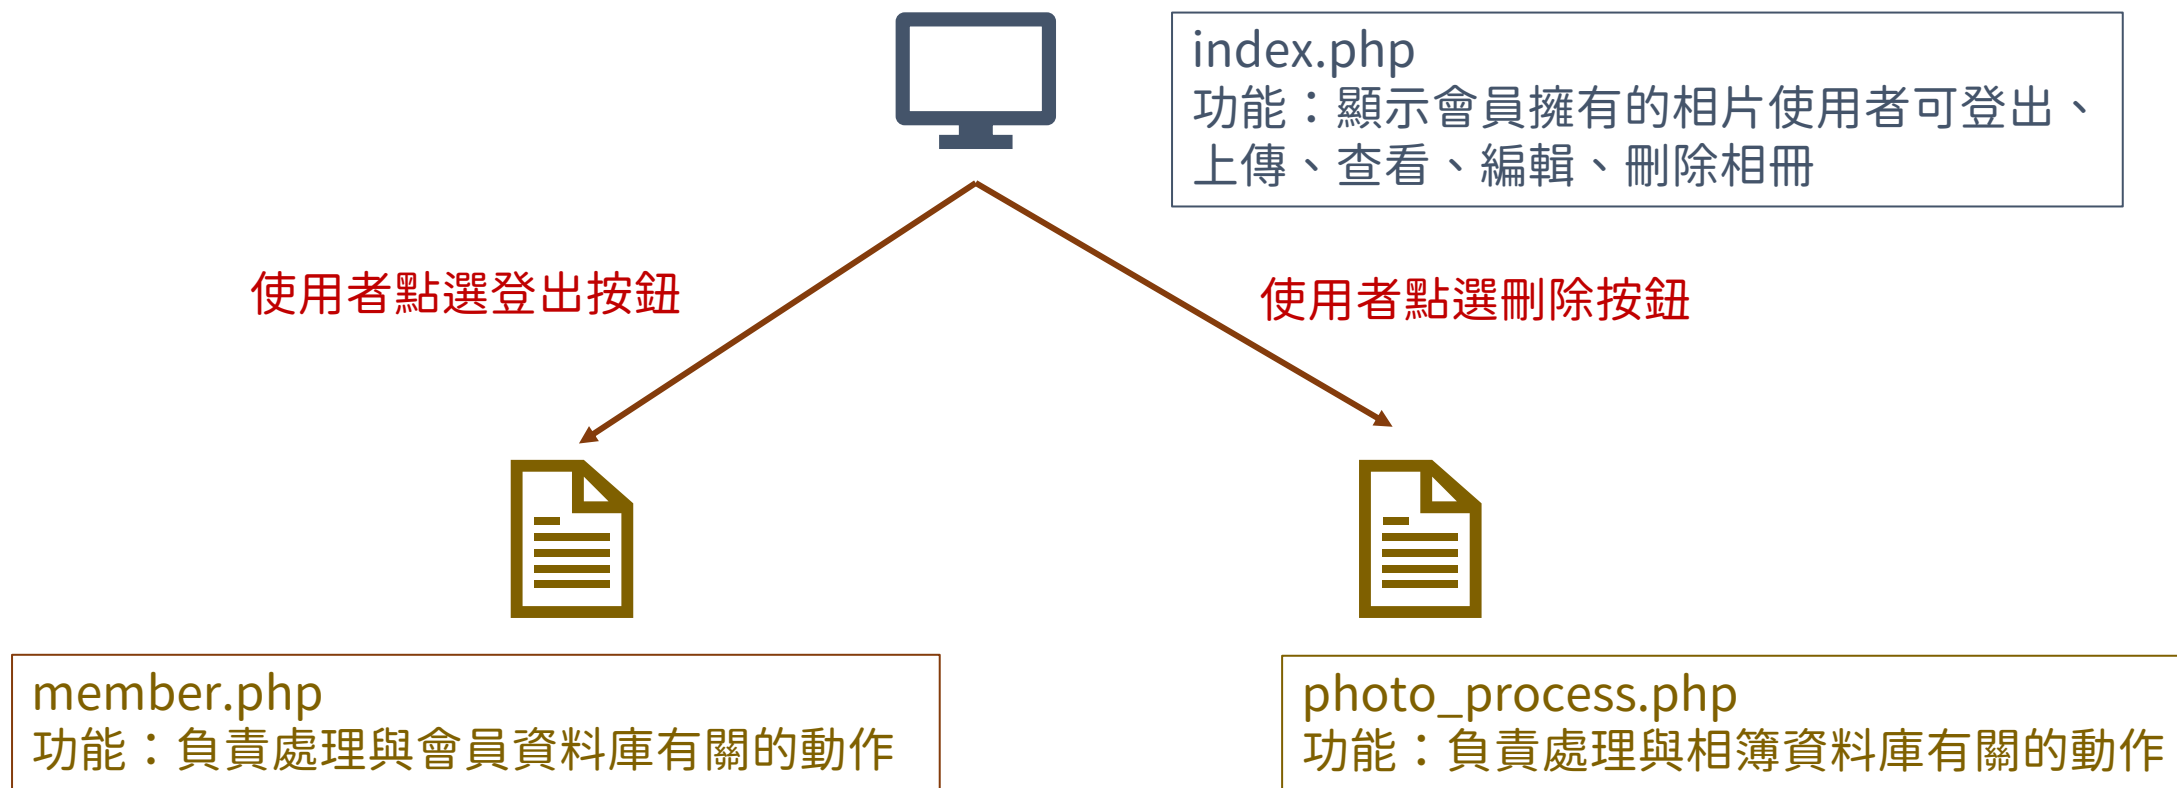 index.php
功能：顯示會員擁有的相片使用者可登出、
上傳、查看、編輯、刪除相冊
使用者點選登出按鈕
使用者點選刪除按鈕
member.php
功能：負責處理與會員資料庫有關的動作
photo_process.php
功能：負責處理與相簿資料庫有關的動作